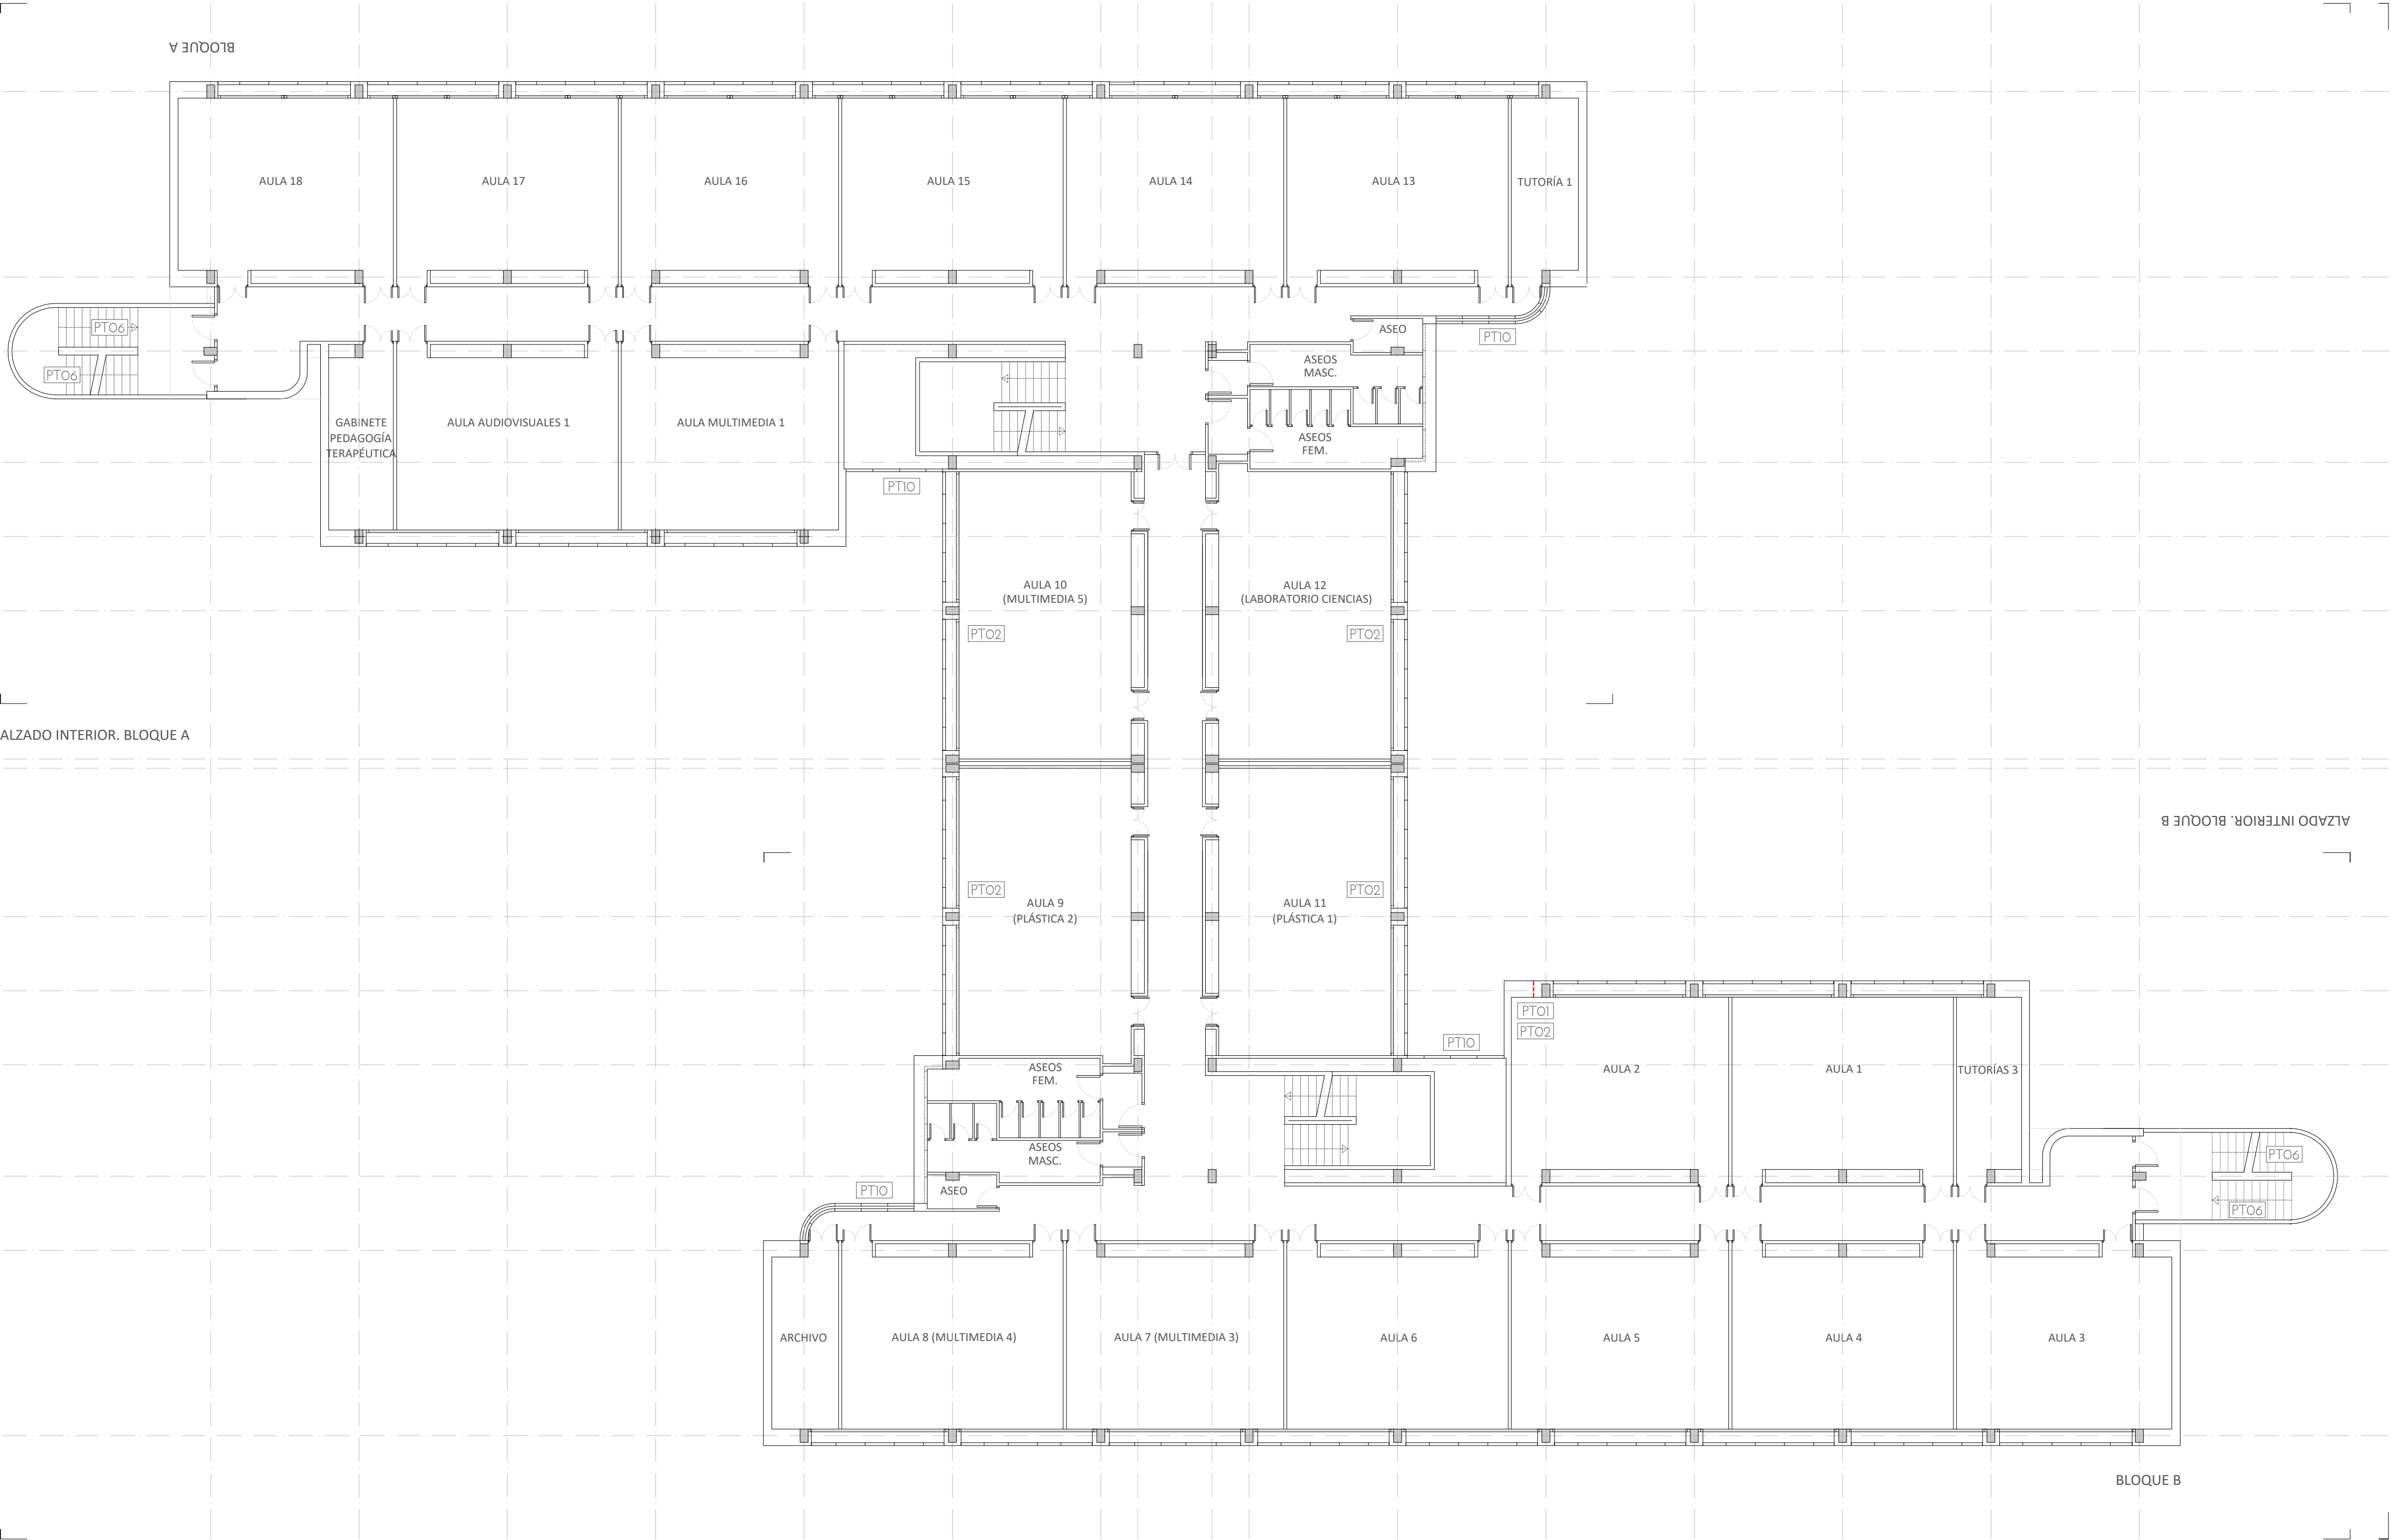 BLOQUE A
AULA 18
AULA 17
AULA 16
AULA 15
AULA 14
AULA 13
TUTORÍA 1
PT06
PT06
ASEO
PT10
ASEOS
MASC.
GABINETE
PEDAGOGÍA
TERAPÉUTICA
AULA AUDIOVISUALES 1
AULA MULTIMEDIA 1
ASEOS
FEM.
PT10
AULA 10
(MULTIMEDIA 5)
AULA 12
(LABORATORIO CIENCIAS)
PT02
PT02
ALZADO INTERIOR. BLOQUE A
ALZADO INTERIOR. BLOQUE B
PT02
PT02
AULA 9
(PLÁSTICA 2)
AULA 11
(PLÁSTICA 1)
PT01
PT02
PT10
ASEOS
FEM.
AULA 2
AULA 1
TUTORÍAS 3
ASEOS
MASC.
PT06
PT10
ASEO
PT06
ARCHIVO
AULA 8 (MULTIMEDIA 4)
AULA 7 (MULTIMEDIA 3)
AULA 6
AULA 5
AULA 4
AULA 3
BLOQUE B